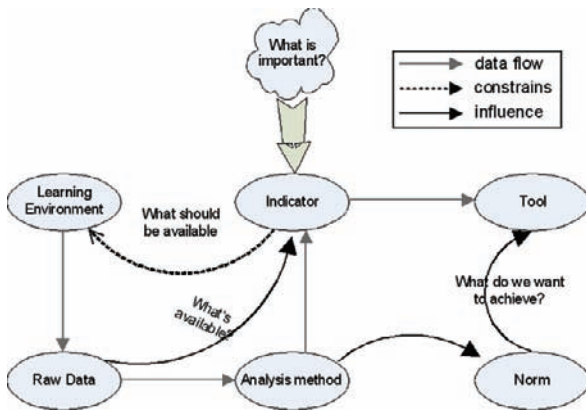 What is
important?
data flow
constrains
influence
Learning
Environment
What should
be available
Indicator
Tool
What's
available?
What do we want
to achieve?
Raw Data
Analysis method
Norm